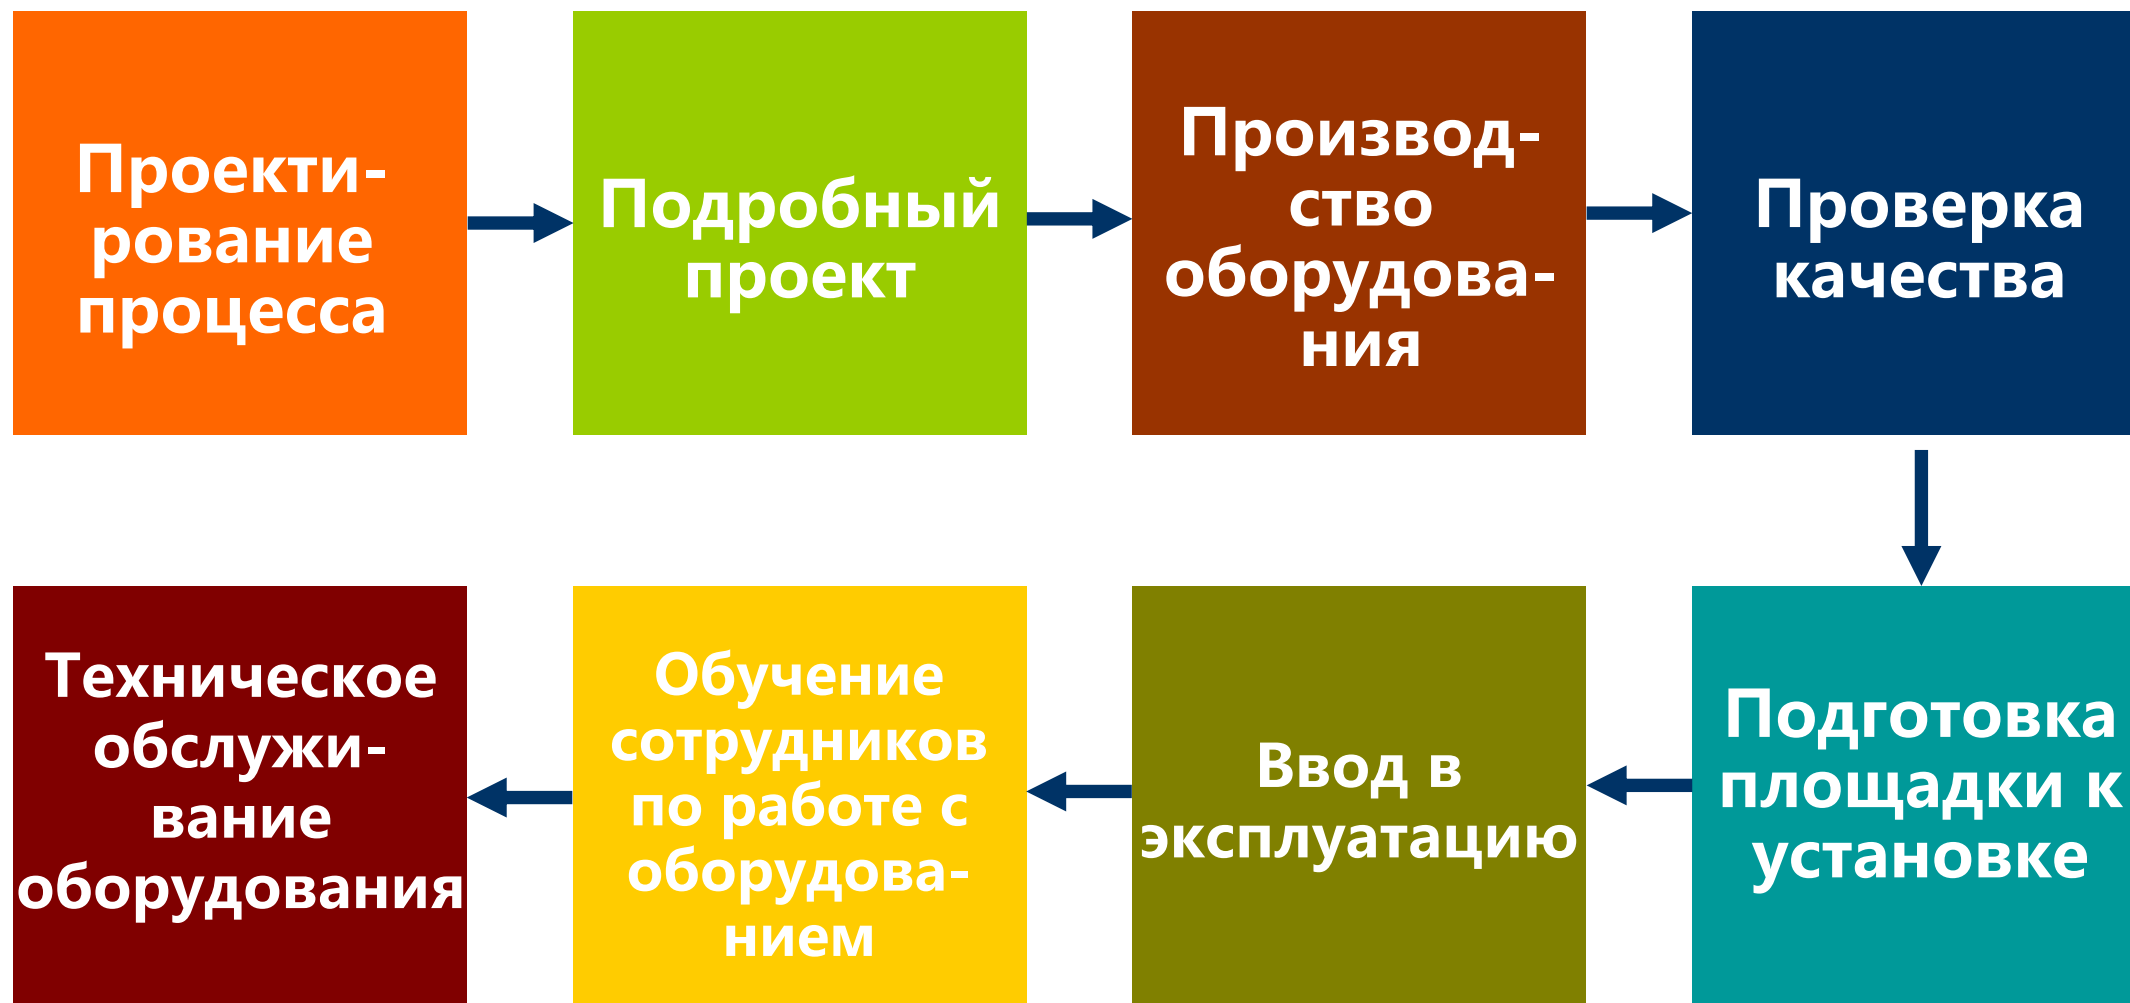 Проекти-
рование
процесса
Подробный
проект
Производ-
ство
оборудова-
ния
Проверка
качества
Подготовка
площадки к
установке
Ввод в
эксплуатацию
Обучение
сотрудников
по работе с
оборудова-
нием
Техническое
обслужи-
вание
оборудования